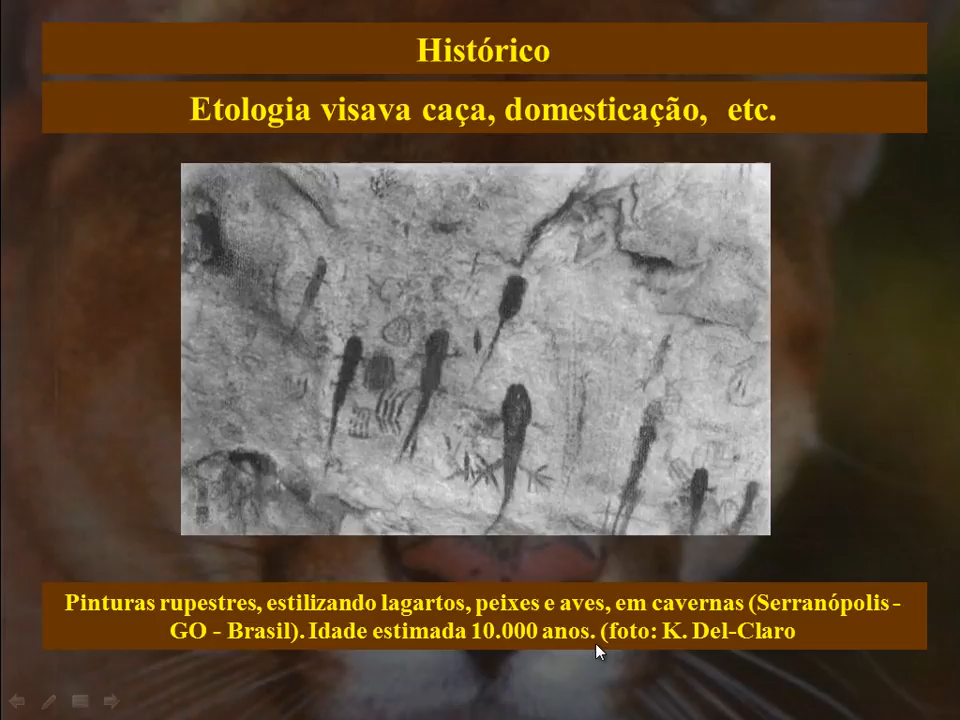 Histórico
Etologia visava caça, domesticação, etc.
Pinturas rupestres, estilizando lagartos, peixes e aves, em cavernas (Serranópolis -
GO - Brasil). Idade estimada 10.000 anos. (foto: K. Del-Claro